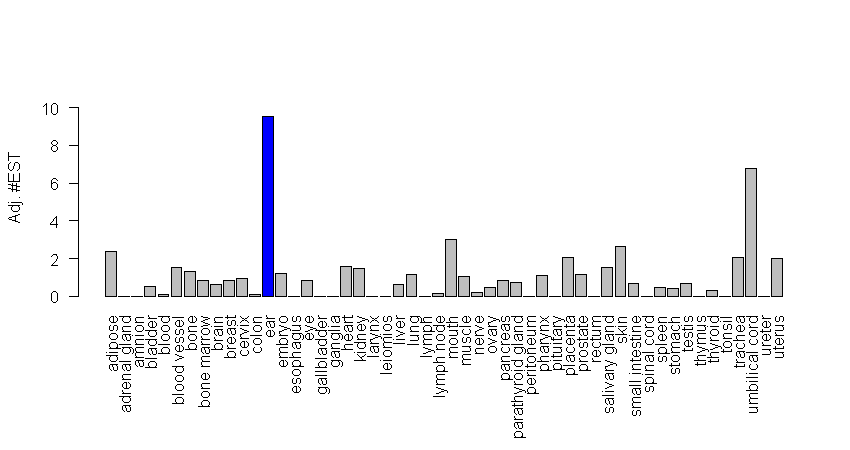 Adj. #EST
10
8
6
4
2
0
adipose
adrenal gland
amnion
bladder
blood
blood vessel
bone
bone marrow
brain
breast
cervix
colon
ear
embryo
esophagus
eye
gallbladder
ganglia
heart
kidney
larynx
leiomios
liver
lung
lymph
lymph node
mouth
muscle
nerve
ovary
pancreas
parathyroid gland
peritoneum
pharynx
pituitary
placenta
prostate
rectum
salivary gland
skin
small intestine
spinal cord
spleen
stomach
testis
thymus
thyroid
tonsil
trachea
umbilical cord
ureter
uterus